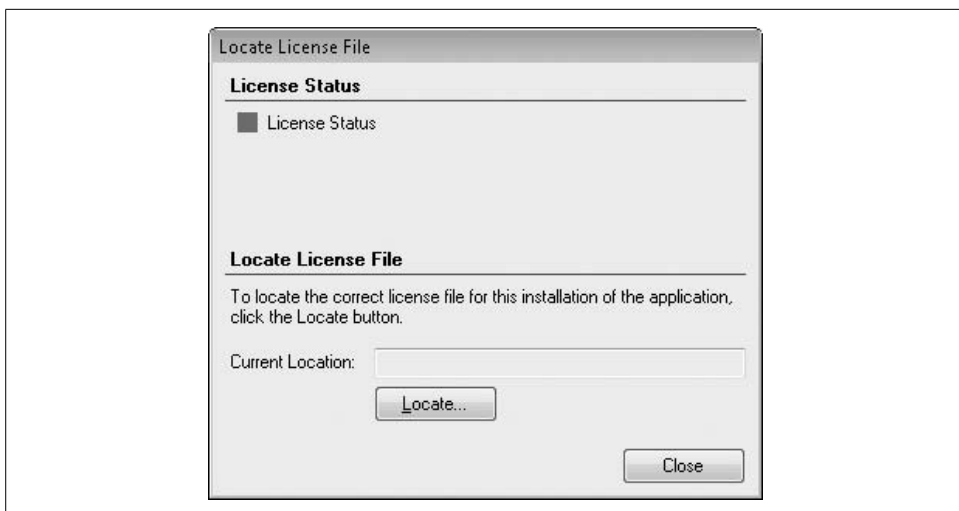 Locate License File
License Status
License Status
Locate License File
To locate the correct license file for this installation of the application,
click the Locate button.
Current Location:
Locate...
Close